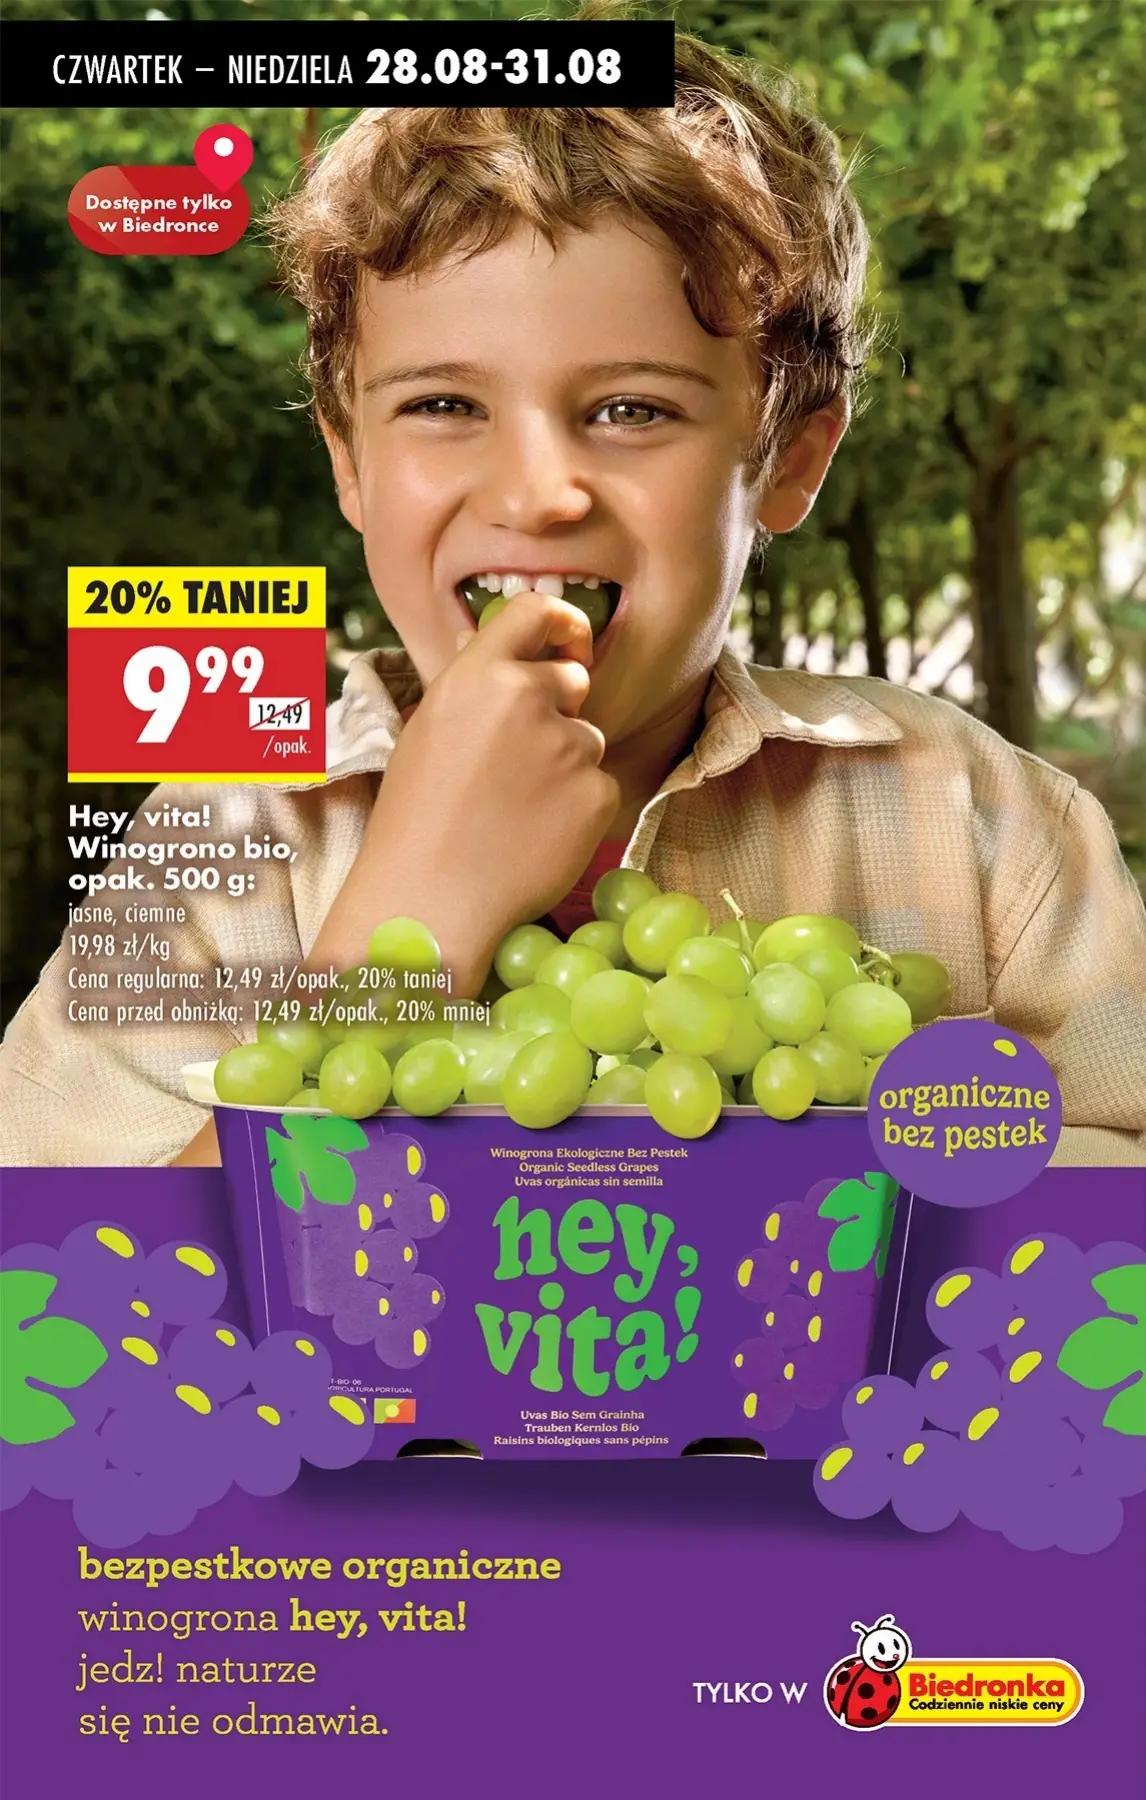 CZWARTEK – NIEDZIELA 28.08-31.08
Dostępne tylko
w Biedronce
20% TANIEJ
9 99
12,49
/opak.
Hey, vita!
Winogrono bio,
opak. 500 g:
jasne, ciemne
19,98 zł/kg
Cena regularna: 12,49 zł/opak., 20% taniej
Cena przed obniżką: 12,49 zł/opak., 20% mniej
organiczne
bez pestek
Winogrona Ekologiczne Bez Pestek
Organic Seedless Grapes
Uvas orgánicas sin semilla
hey,
vita!
T-BIO-06
PORTUGAL
Uvas Bio Sem Grainha
Trauben Kernlos Bio
Raisins biologiques sans pépins
bezpestkowe organiczne
winogrona hey, vita!
jedz! naturze
się nie odmawia.
TYLKO W
Biedronka
Codziennie niskie ceny